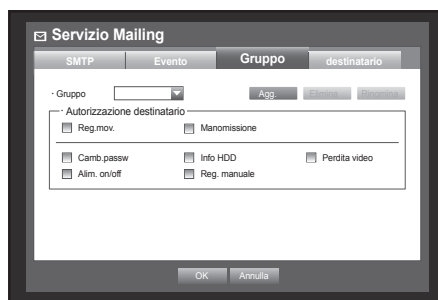 Servizio Mailing
SMTP Evento Gruppo destinatario
· Gruppo Agg. Elimina Rinomina
Autorizzazione destinatario
Reg.mov. Manomissione
Camb.passw Info HDD Perdita video
Alim. on/off Reg. manuale
OK Annulla